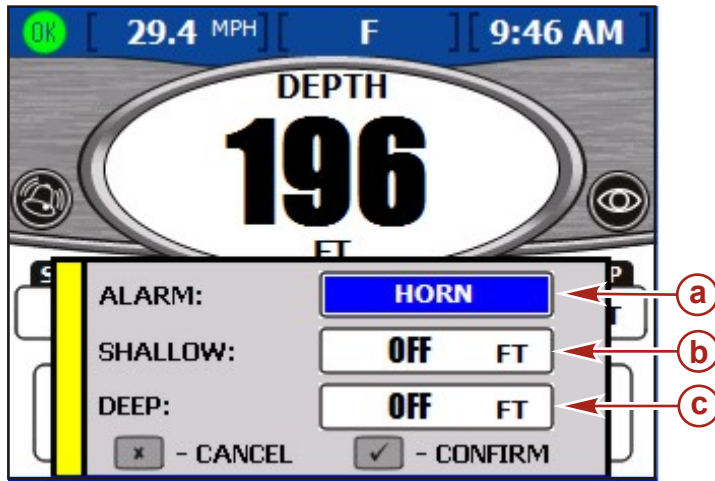 OK [ 29.4 MPH ] [ F ] [ 9:46 AM ]
DEPTH
196
FT
S P
T
ALARM: HORN a
SHALLOW: OFF FT b
DEEP: OFF FT c
x - CANCEL ✓ - CONFIRM